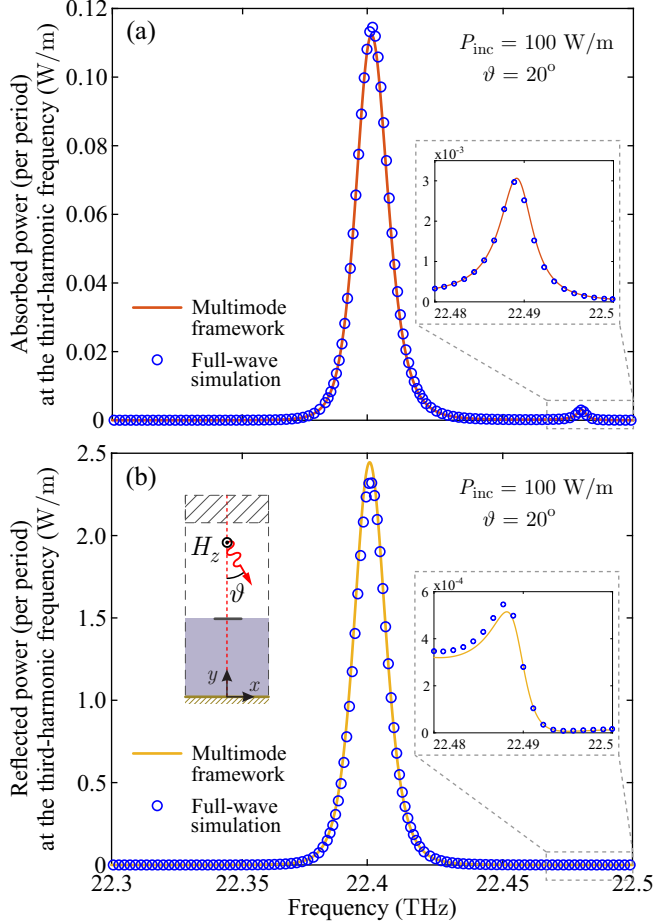 Absorbed power (per period)
at the third-harmonic frequency (W/m)
(a)
P_inc = 100 W/m
ϑ = 20°
0.12
0.10
0.08
0.06
0.04
0.02
0
x10^-3
3
2
1
0
22.48
22.49
22.5
Multimode
framework
Full-wave
simulation
Reflected power (per period)
at the third-harmonic frequency (W/m)
(b)
P_inc = 100 W/m
ϑ = 20°
2.5
2.0
1.5
1.0
0.5
0
H_z
ϑ
y
x
x10^-4
8
6
4
2
0
22.48
22.49
22.5
Multimode
framework
Full-wave
simulation
22.3
22.35
22.4
22.45
22.5
Frequency (THz)